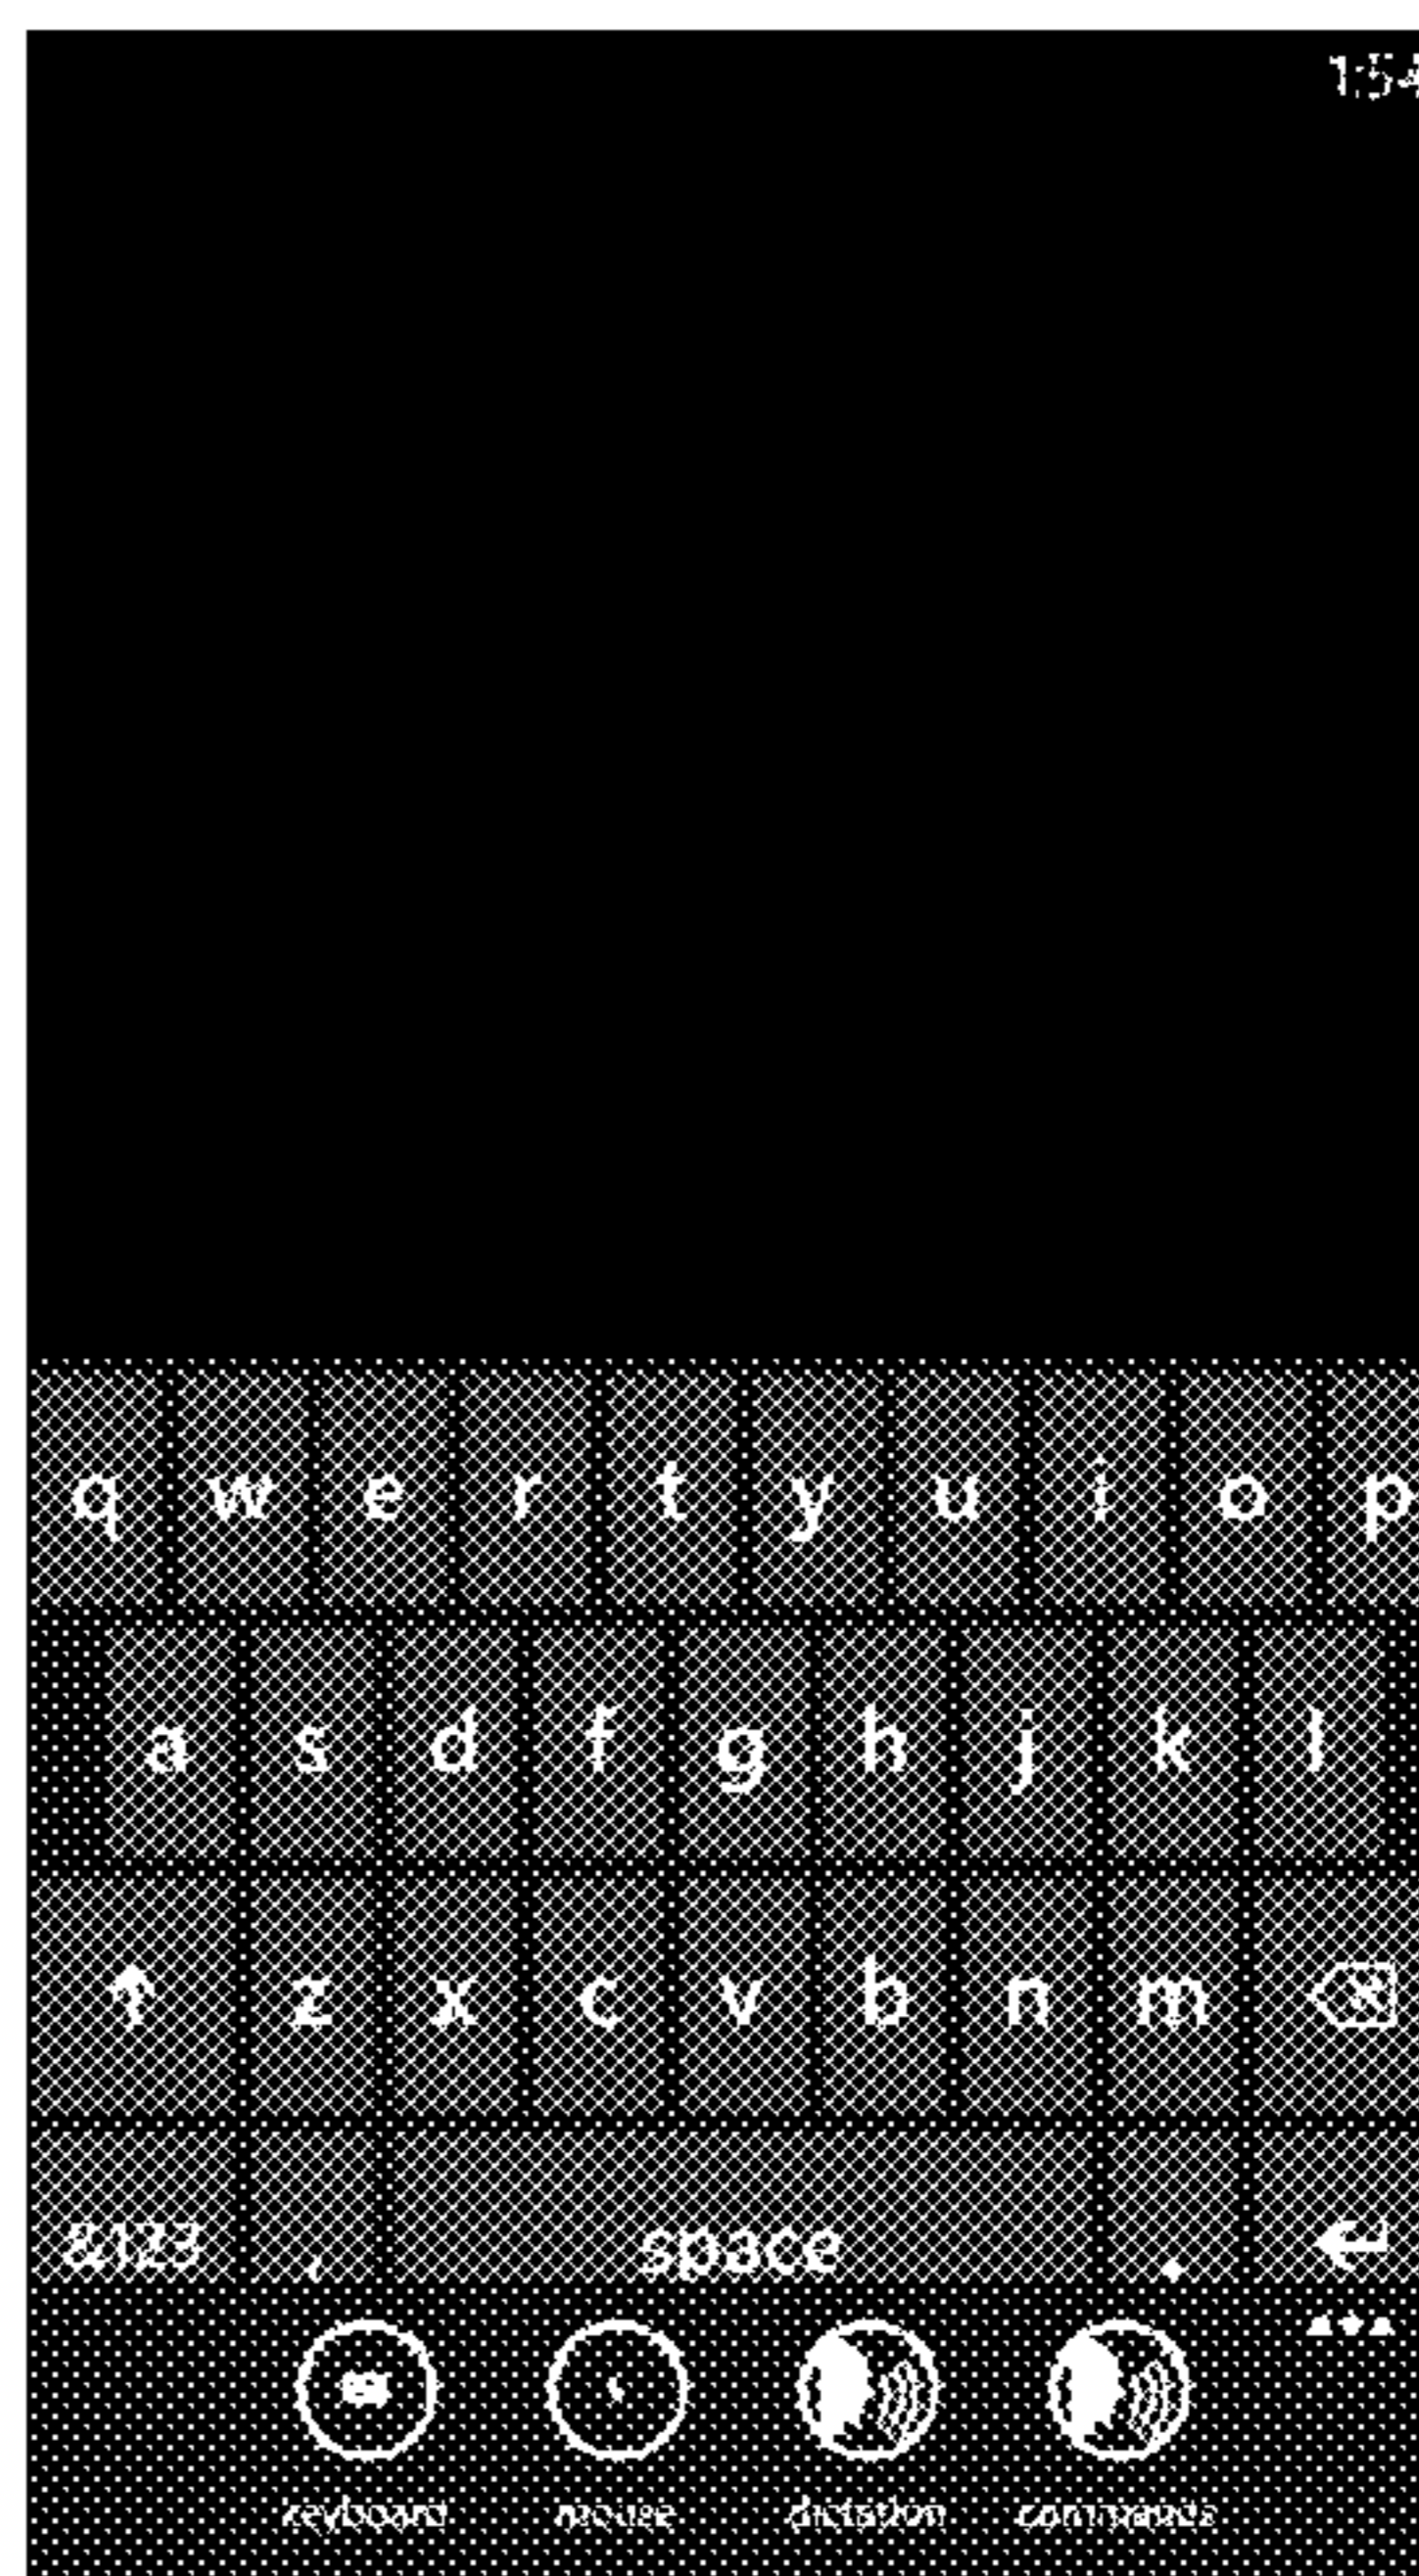 1:54
q w e r t y u i o p
a s d f g h j k l
z x c v b n m
&123 , space .
keyboard mouse dictation commands